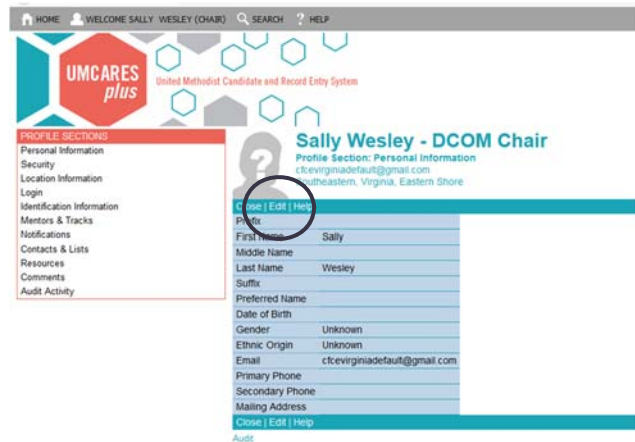 HOME WELCOME SALLY WESLEY (CHAIR) SEARCH ? HELP
UMCARES
plus
United Methodist Candidate and Record Entry System
PROFILE SECTIONS
Personal Information
Security
Location Information
Login
Identification Information
Mentors & Tracks
Notifications
Contacts & Lists
Resources
Comments
Audit Activity
?
Sally Wesley - DCOM Chair
Profile Section: Personal Information
cfcevirginiadefault@gmail.com
Southeastern, Virginia, Eastern Shore
Close | Edit | Help
Prefix
First Name Sally
Middle Name
Last Name Wesley
Suffix
Preferred Name
Date of Birth
Gender Unknown
Ethnic Origin Unknown
Email cfcevirginiadefault@gmail.com
Primary Phone
Secondary Phone
Mailing Address
Close | Edit | Help
Audit